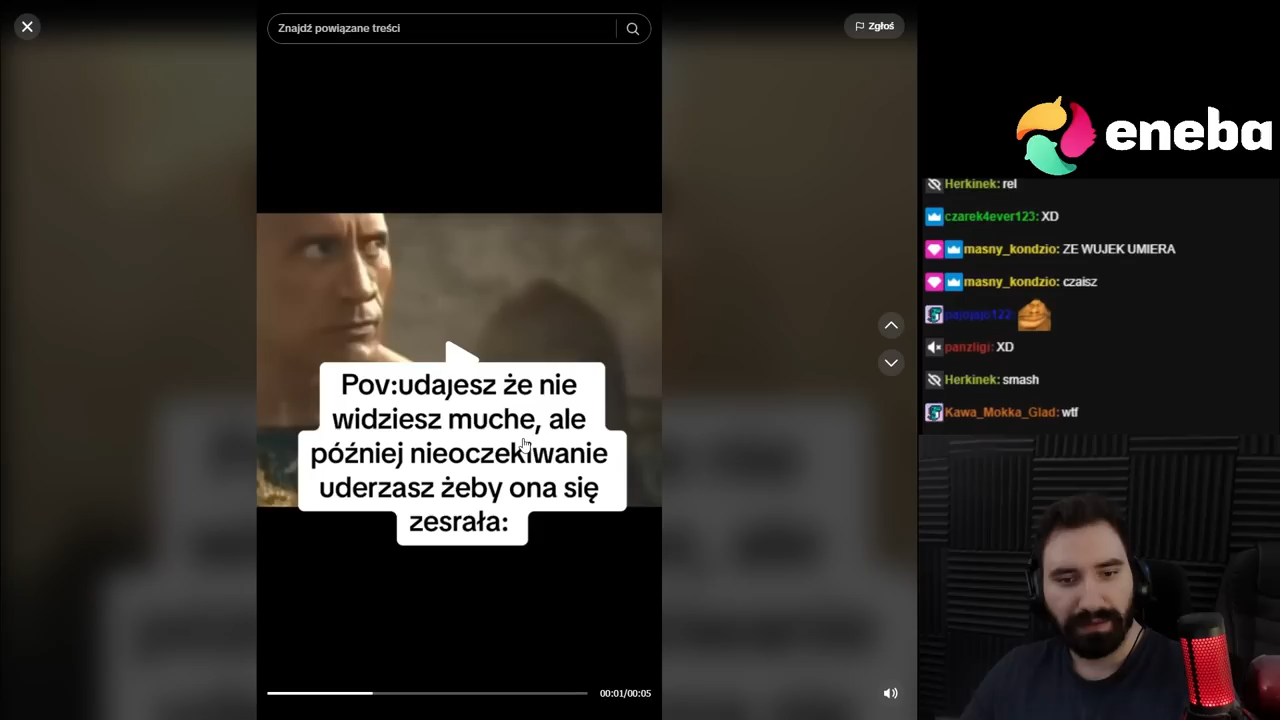 Znajdź powiązane treści
Zgłoś
Pov:udajesz że nie
widziesz muche, ale
później nieoczekiwanie
uderzasz żeby ona się
zesrała:
00:01/00:05
eneba
Herkinek: rel
czarek4ever123: XD
masny_kondzio: ZE WUJEK UMIERA
masny_kondzio: czaisz
pajojajo122:
panzligi: XD
Herkinek: smash
Kawa_Mokka_Glad: wtf